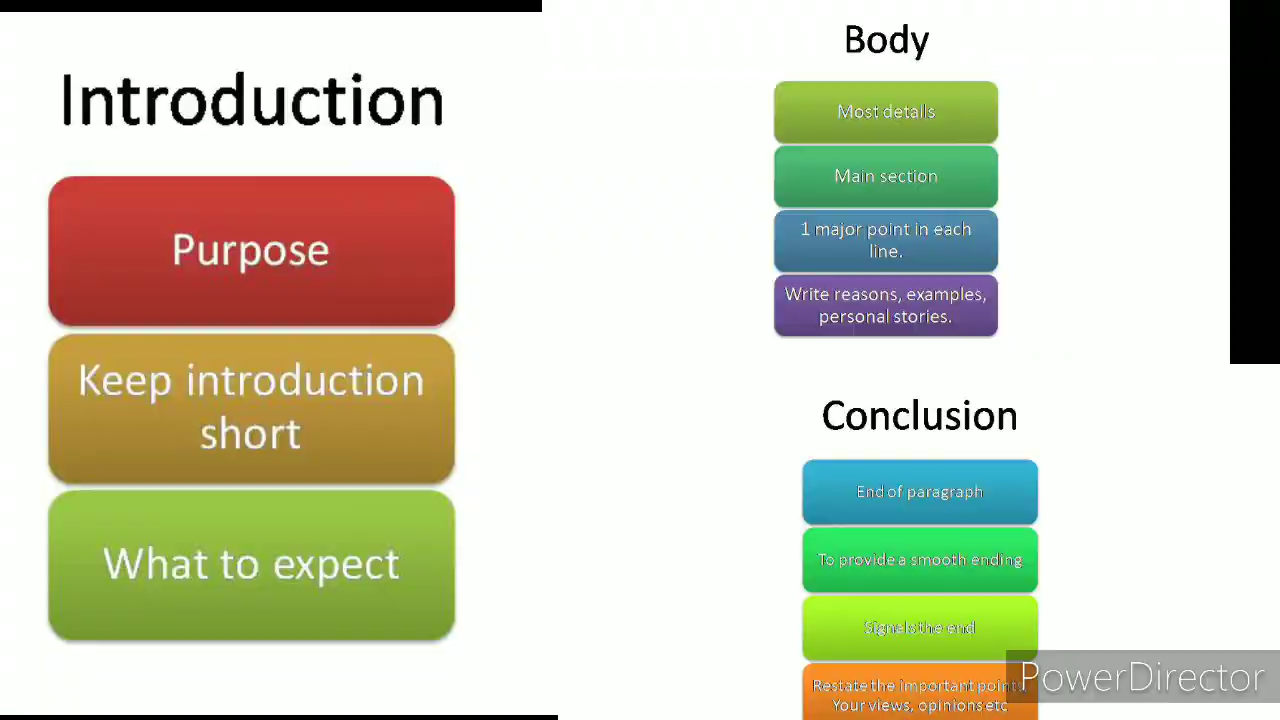 Introduction
Purpose
Keep introduction
short
What to expect
Body
Most details
Main section
1 major point in each
line.
Write reasons, examples,
personal stories.
Conclusion
End of paragraph
To provide a smooth ending
Signals the end
Restate the important point
Your views, opinions etc
PowerDirector